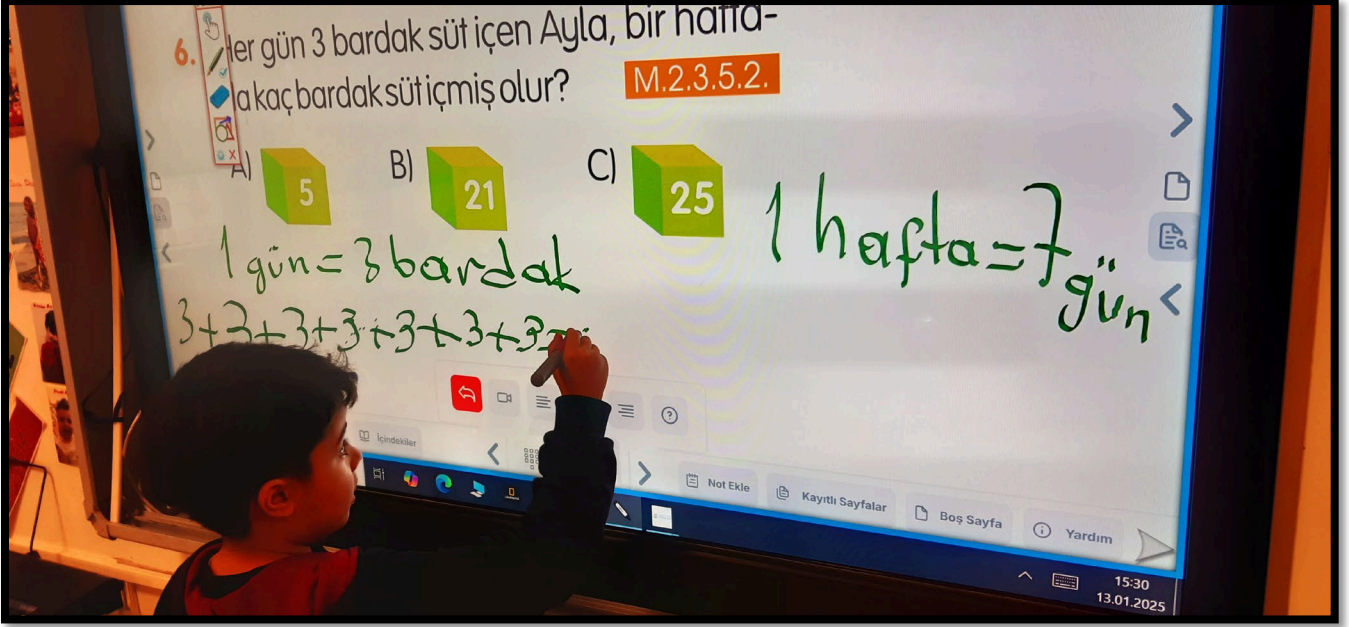 6. Her gün 3 bardak süt içen Ayla, bir hafta-
da kaç bardak süt içmiş olur? M.2.3.5.2.
A) 5 B) 21 C) 25
1 hafta=7 gün
1 gün=3 bardak
3+3+3+3+3+3+3=
İçindekiler
Not Ekle
Kayıtlı Sayfalar
Boş Sayfa
Yardım
15:30
13.01.2025